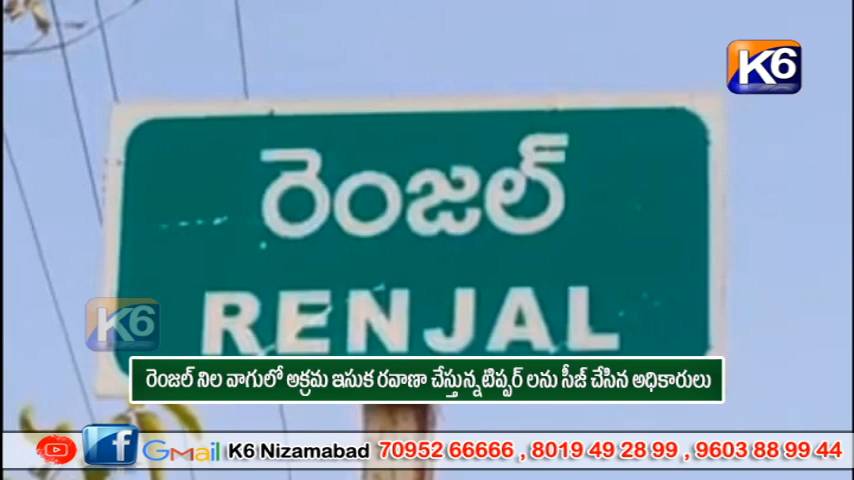 K6
రెంజల్
RENJAL
K6
రెంజల్ నిల వాగులో అక్రమ ఇసుక రవాణా చేస్తున్న టిప్పర్ లను సీజ్ చేసిన అధికారులు
f Gmail K6 Nizamabad 70952 66666 , 8019 49 28 99 , 9603 88 99 44